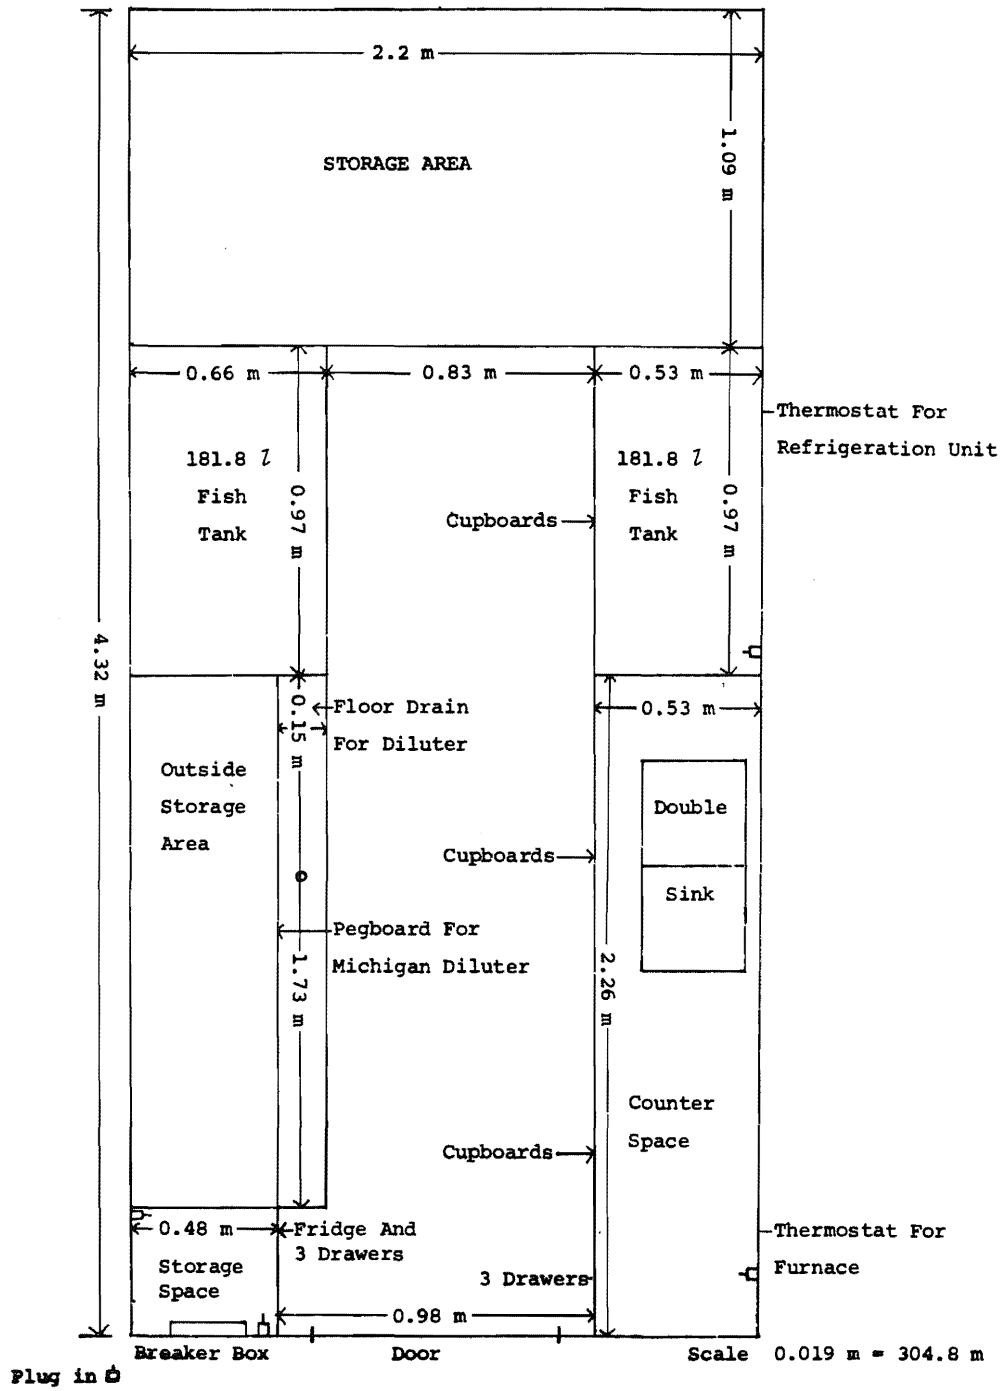 2.2 m
1.09 m
STORAGE AREA
0.66 m
0.83 m
0.53 m
Thermostat For
Refrigeration Unit
181.8 l
Fish
Tank
0.97 m
Cupboards
181.8 l
Fish
Tank
0.97 m
4.32 m
0.15 m
Floor Drain
For Diluter
0.53 m
Outside
Storage
Area
Double
Sink
Cupboards
Pegboard For
Michigan Diluter
1.73 m
2.26 m
Counter
Space
Cupboards
0.48 m
Fridge And
3 Drawers
Thermostat For
Furnace
Storage
Space
3 Drawers
0.98 m
Breaker Box
Door
Scale 0.019 m = 304.8 m
Plug in